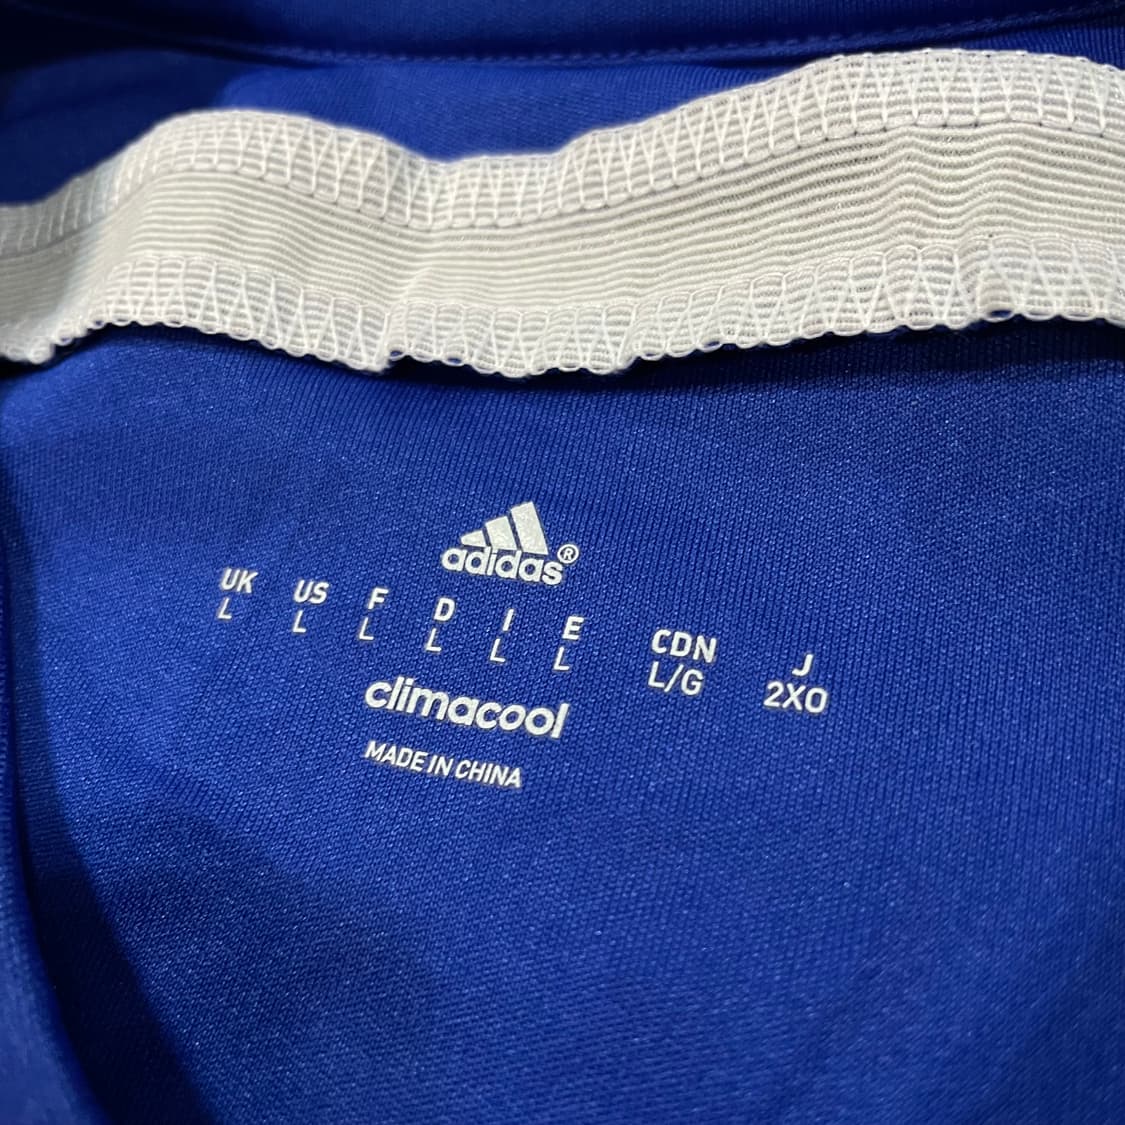 adidas®
UK US F D I E CDN J
L L L L L L L/G 2XO
climacool
MADE IN CHINA